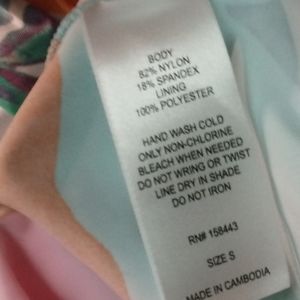 BODY
82% NYLON
18% SPANDEX
LINING
100% POLYESTER
HAND WASH COLD
ONLY NON-CHLORINE
BLEACH WHEN NEEDED
DO NOT WRING OR TWIST
LINE DRY IN SHADE
DO NOT IRON
RN# 158443
SIZE S
MADE IN CAMBODIA